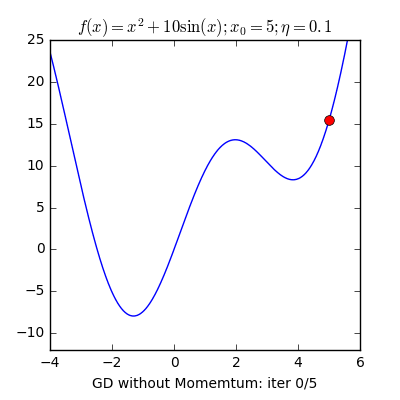 f(x) = x² + 10sin(x); x₀ = 5; η = 0.1
25
20
15
10
5
0
−5
−10
−4 −2 0 2 4 6
GD without Momemtum: iter 0/5